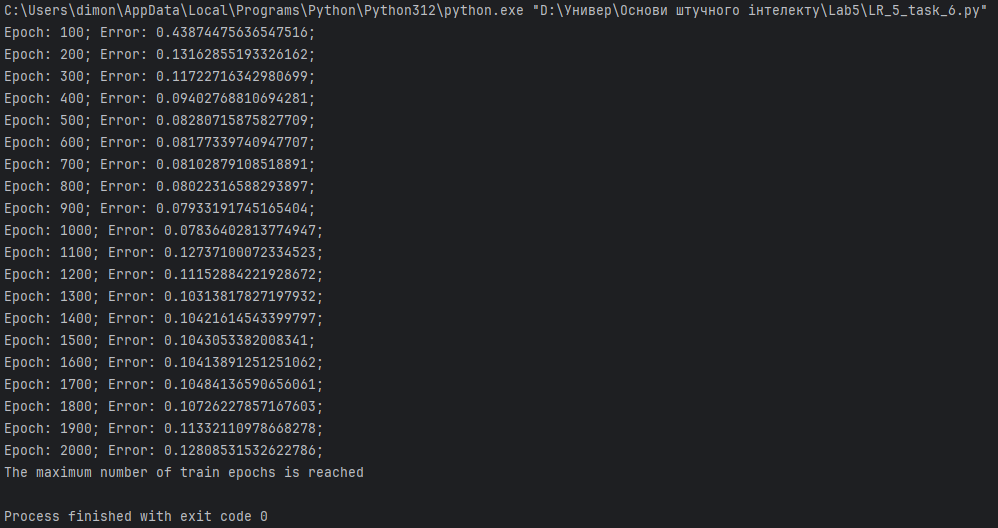 C:\Users\dimon\AppData\Local\Programs\Python\Python312\python.exe "D:\Универ\Основи штучного інтелекту\Lab5\LR_5_task_6.py"
Epoch: 100; Error: 0.43874475636547516;
Epoch: 200; Error: 0.13162855193326162;
Epoch: 300; Error: 0.11722716342980699;
Epoch: 400; Error: 0.09402768810694281;
Epoch: 500; Error: 0.08280715875827709;
Epoch: 600; Error: 0.08177339740947707;
Epoch: 700; Error: 0.08102879108518891;
Epoch: 800; Error: 0.08022316588293897;
Epoch: 900; Error: 0.07933191745165404;
Epoch: 1000; Error: 0.07836402813774947;
Epoch: 1100; Error: 0.12737100072334523;
Epoch: 1200; Error: 0.11152884221928672;
Epoch: 1300; Error: 0.10313817827197932;
Epoch: 1400; Error: 0.10421614543399797;
Epoch: 1500; Error: 0.1043053382008341;
Epoch: 1600; Error: 0.10413891251251062;
Epoch: 1700; Error: 0.10484136590656061;
Epoch: 1800; Error: 0.10726227857167603;
Epoch: 1900; Error: 0.11332110978668278;
Epoch: 2000; Error: 0.12808531532622786;
The maximum number of train epochs is reached
Process finished with exit code 0